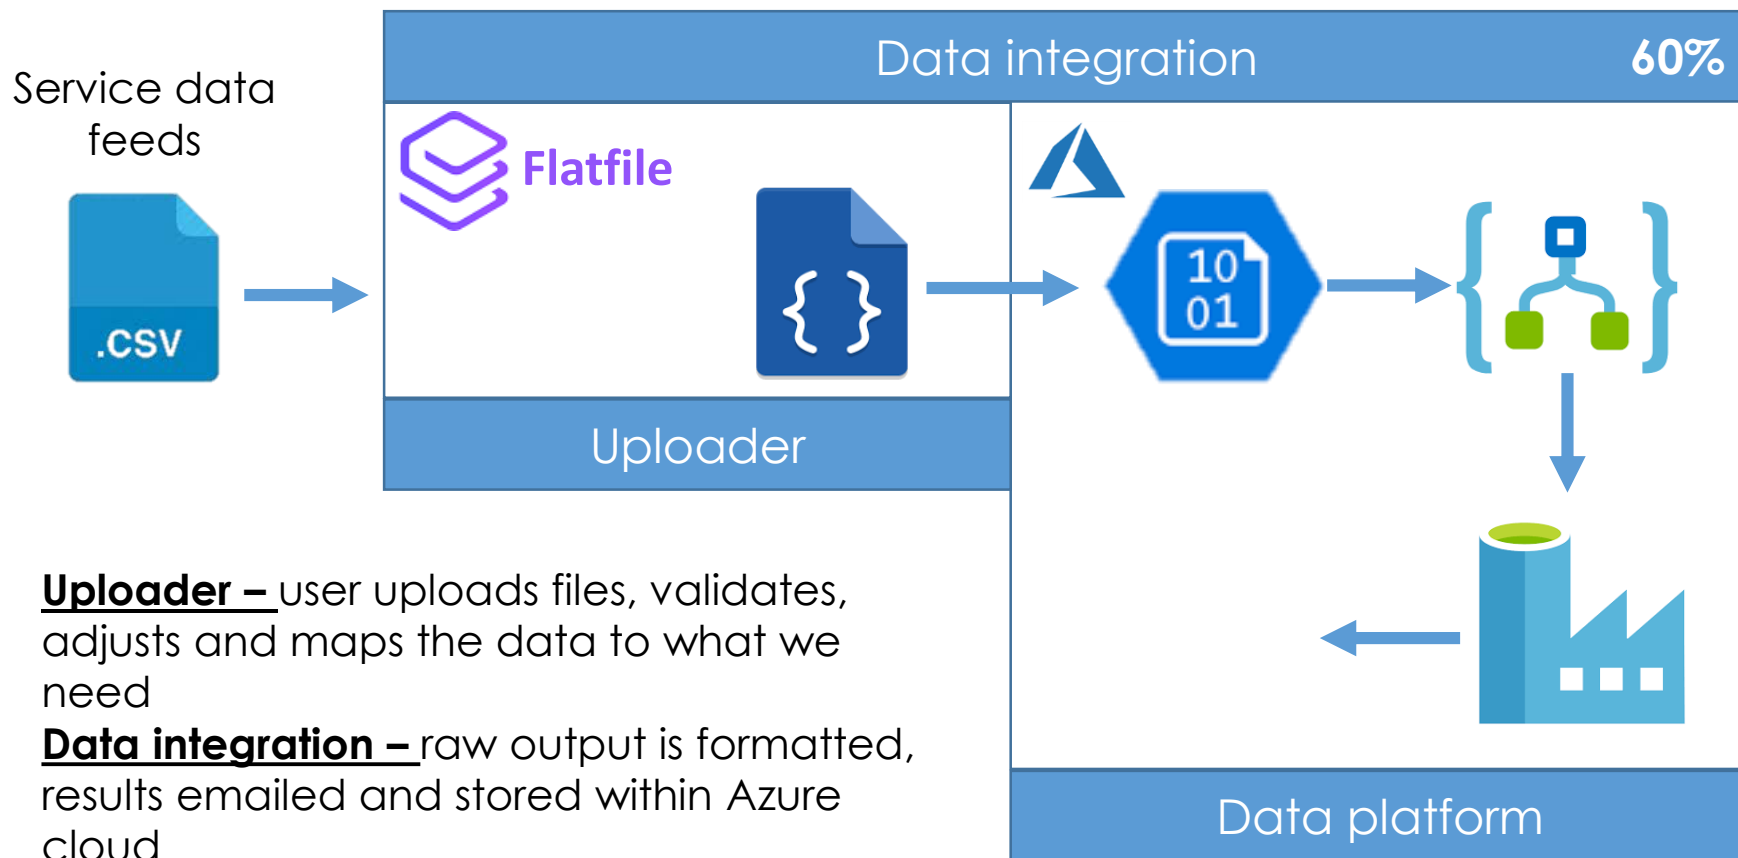 Data integration
60%
Service data
feeds
Flatfile
.CSV
{ }
10
01
{ }
Uploader
Uploader – user uploads files, validates,
adjusts and maps the data to what we
need
Data integration – raw output is formatted,
results emailed and stored within Azure
cloud
Data platform